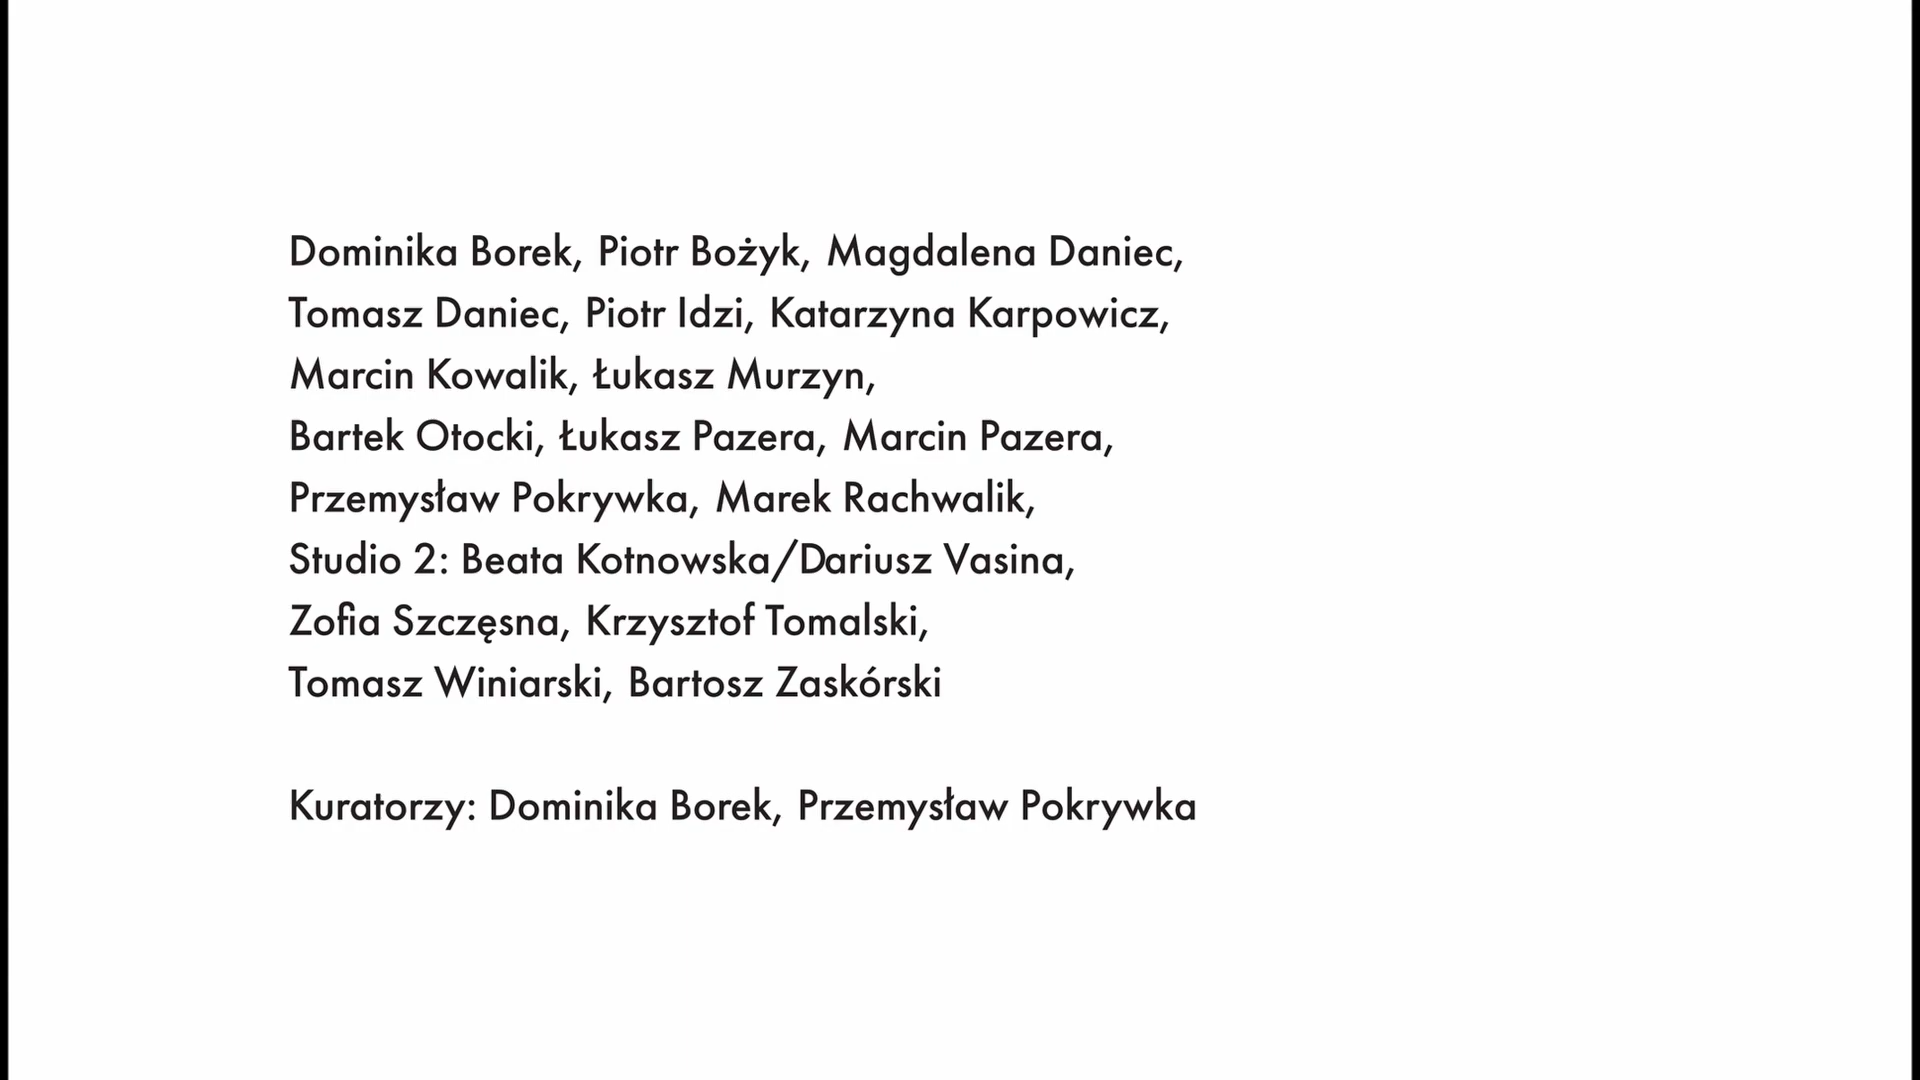 Dominika Borek, Piotr Bożyk, Magdalena Daniec,
Tomasz Daniec, Piotr Idzi, Katarzyna Karpowicz,
Marcin Kowalik, Łukasz Murzyn,
Bartek Otocki, Łukasz Pazera, Marcin Pazera,
Przemysław Pokrywka, Marek Rachwalik,
Studio 2: Beata Kotnowska/Dariusz Vasina,
Zofia Szczęsna, Krzysztof Tomalski,
Tomasz Winiarski, Bartosz Zaskórski
Kuratorzy: Dominika Borek, Przemysław Pokrywka